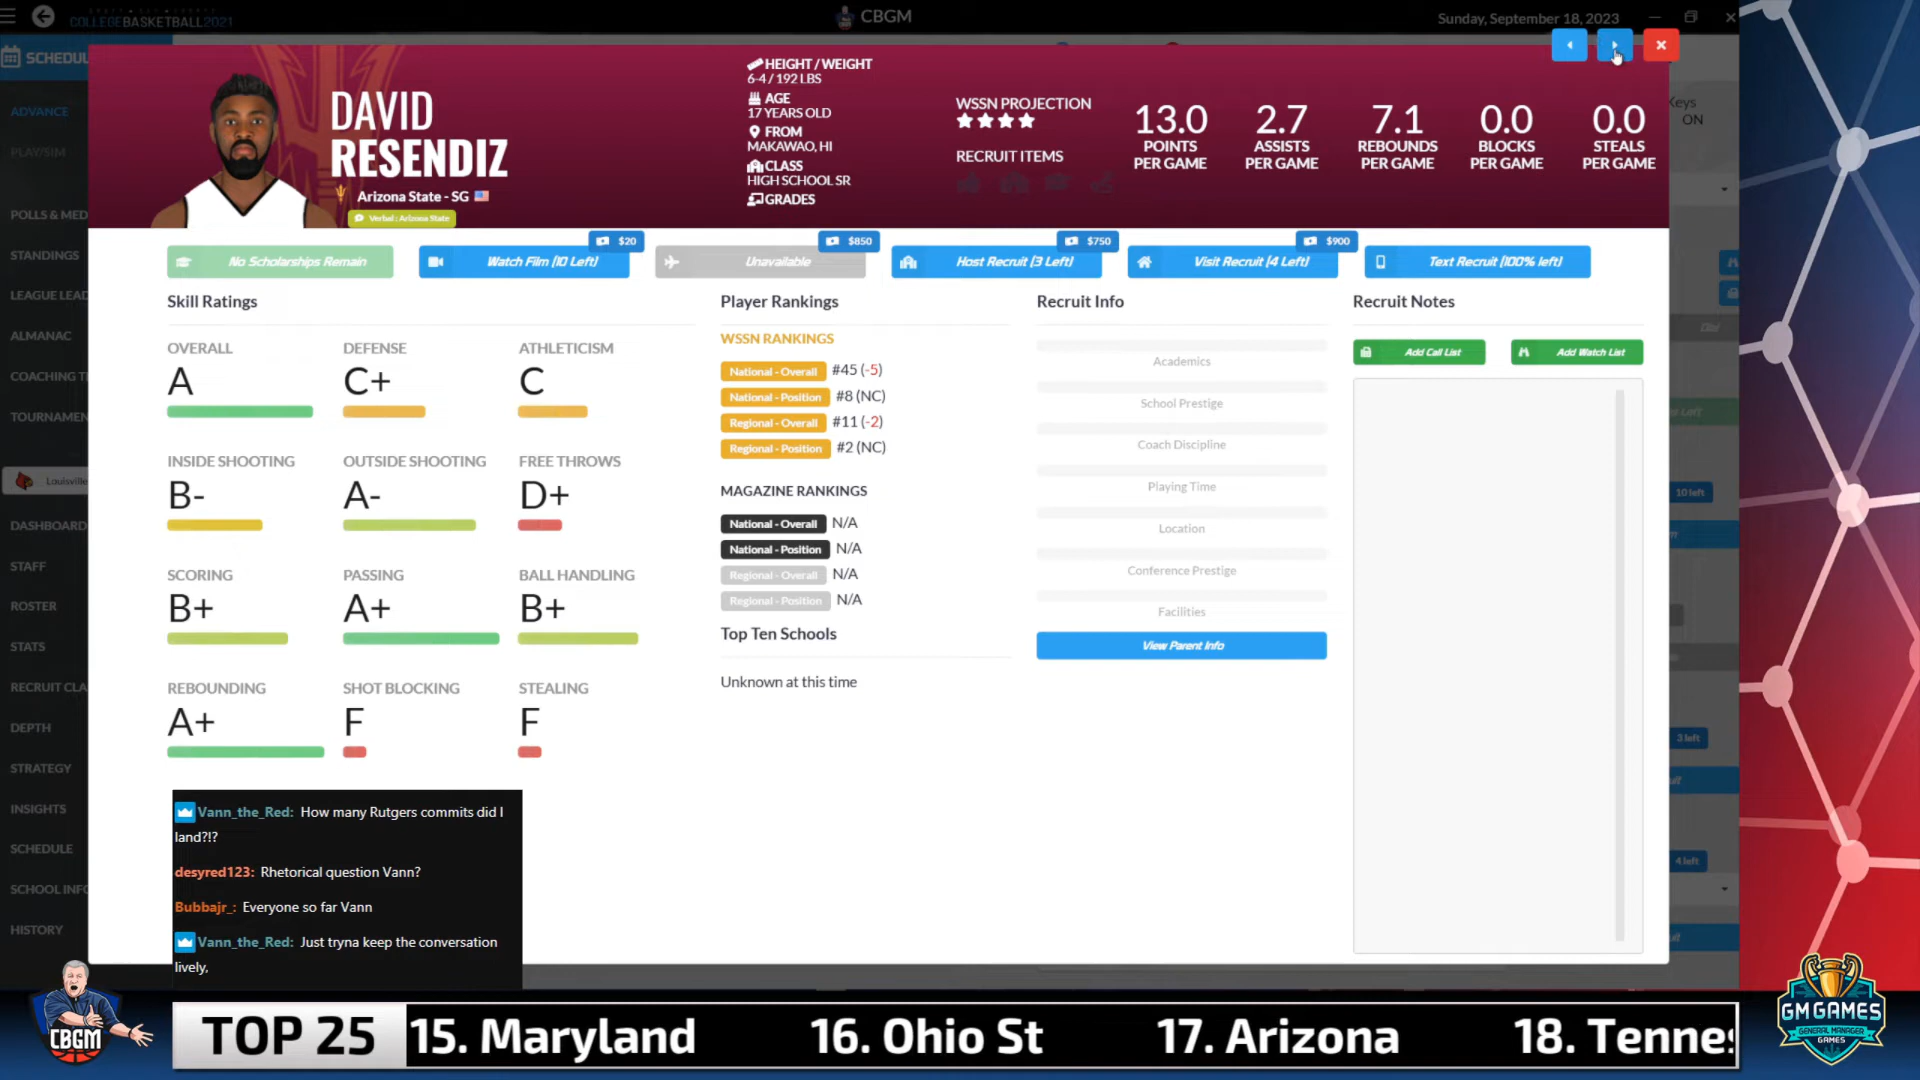 COLLEGEBASKETBALL2021
CBGM
Sunday, September 18, 2023
SCHEDUL
ADVANCE
PLAY/SIM
POLLS & MED
STANDINGS
LEAGUE LEAD
ALMANAC
COACHING T
TOURNAMEN
Louisville
DASHBOARD
STAFF
ROSTER
STATS
RECRUIT CLA
DEPTH
STRATEGY
INSIGHTS
SCHEDULE
SCHOOL INFO
HISTORY
DAVID
RESENDIZ
Arizona State - SG
Verbal : Arizona State
HEIGHT / WEIGHT
6-4 / 192 LBS
AGE
17 YEARS OLD
FROM
MAKAWAO, HI
CLASS
HIGH SCHOOL SR
GRADES
WSSN PROJECTION
RECRUIT ITEMS
13.0
POINTS
PER GAME
2.7
ASSISTS
PER GAME
7.1
REBOUNDS
PER GAME
0.0
BLOCKS
PER GAME
0.0
STEALS
PER GAME
Keys
ON
No Scholarships Remain
$20
Watch Film (10 Left)
$850
Unavailable
$750
Host Recruit (3 Left)
$900
Visit Recruit (4 Left)
Text Recruit (100% left)
Skill Ratings
OVERALL
A
DEFENSE
C+
ATHLETICISM
C
INSIDE SHOOTING
B-
OUTSIDE SHOOTING
A-
FREE THROWS
D+
SCORING
B+
PASSING
A+
BALL HANDLING
B+
REBOUNDING
A+
SHOT BLOCKING
F
STEALING
F
Player Rankings
WSSN RANKINGS
National - Overall #45 (-5)
National - Position #8 (NC)
Regional - Overall #11 (-2)
Regional - Position #2 (NC)
MAGAZINE RANKINGS
National - Overall N/A
National - Position N/A
Regional - Overall N/A
Regional - Position N/A
Top Ten Schools
Unknown at this time
Recruit Info
Academics
School Prestige
Coach Discipline
Playing Time
Location
Conference Prestige
Facilities
View Parent Info
Recruit Notes
Add Call List
Add Watch List
10 left
3 left
4 left
Vann_the_Red: How many Rutgers commits did I
land?!?
desyred123: Rhetorical question Vann?
Bubbajr_: Everyone so far Vann
Vann_the_Red: Just tryna keep the conversation
lively,
CBGM
TOP 25
15. Maryland
16. Ohio St
17. Arizona
18. Tennes
GM GAMES
GENERAL MANAGER
GAMES